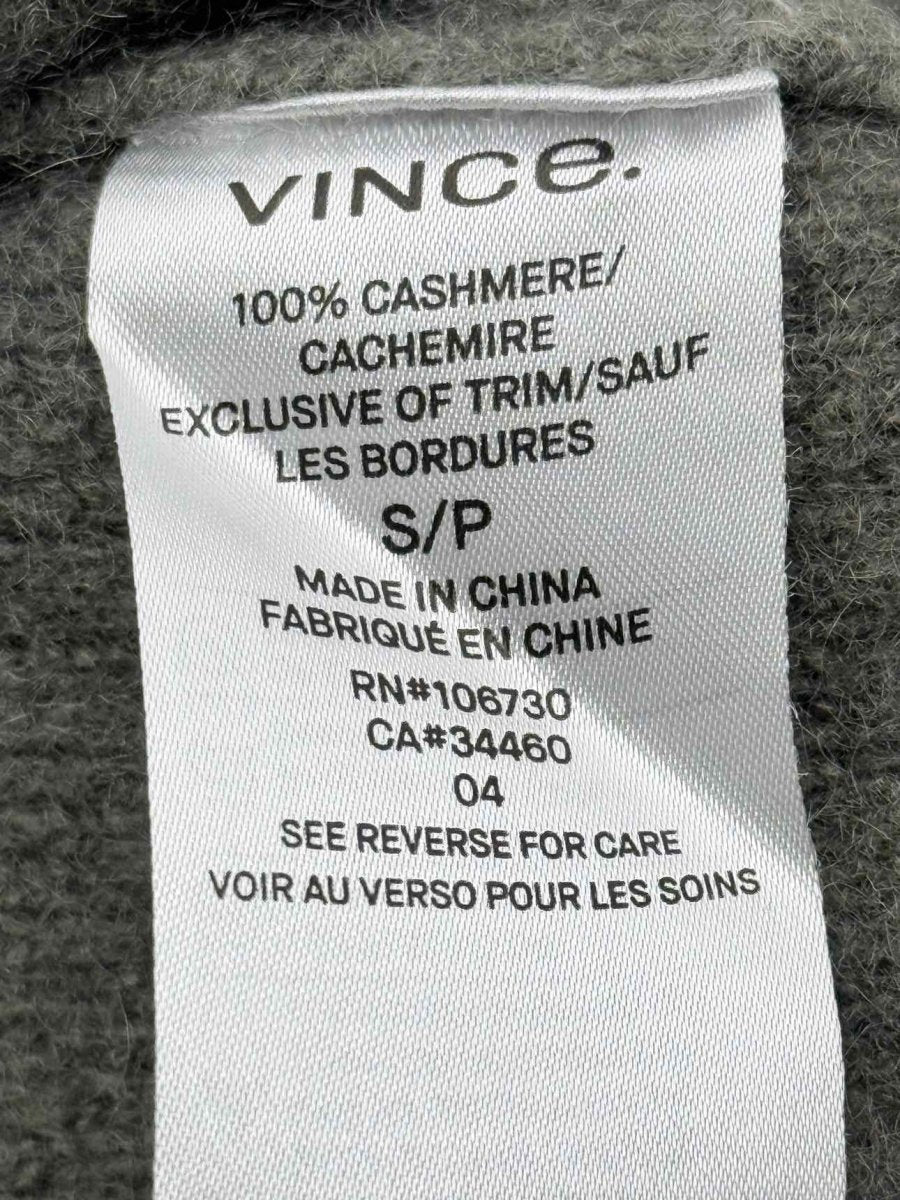 VINCe.
100% CASHMERE/
CACHEMIRE
EXCLUSIVE OF TRIM/SAUF
LES BORDURES
S/P
MADE IN CHINA
FABRIQUÉ EN CHINE
RN#106730
CA#34460
04
SEE REVERSE FOR CARE
VOIR AU VERSO POUR LES SOINS